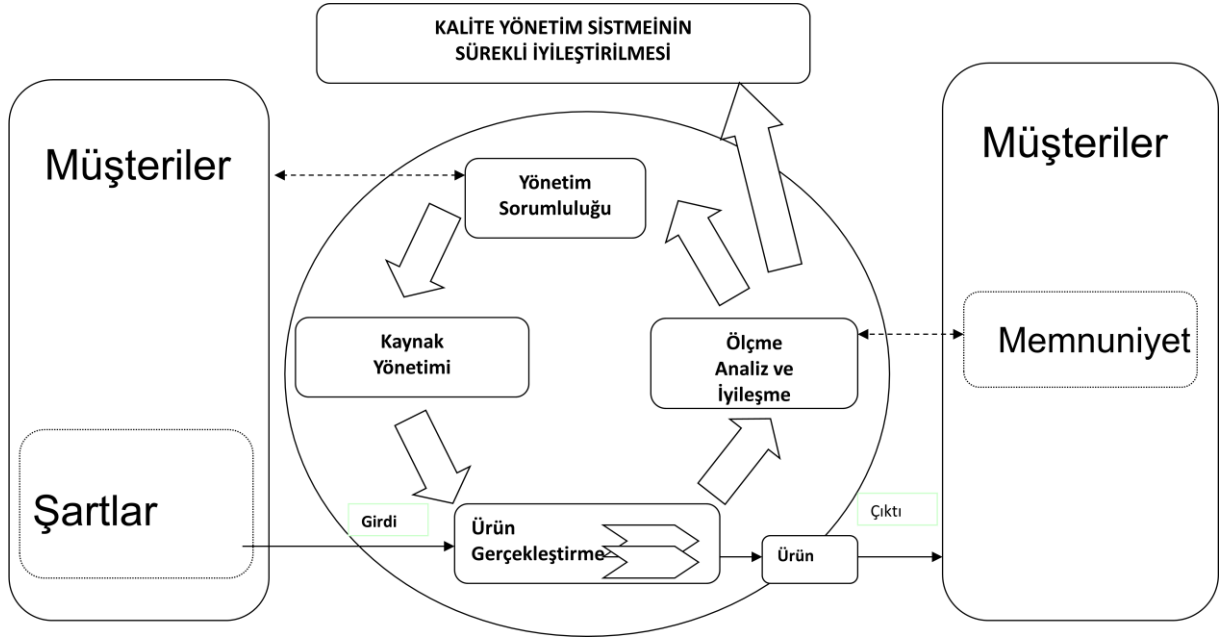 KALİTE YÖNETİM SİSTMEİNİN
SÜREKLİ İYİLEŞTİRİLMESİ
Müşteriler
Müşteriler
Yönetim
Sorumluluğu
Kaynak
Yönetimi
Ölçme
Analiz ve
İyileşme
Memnuniyet
Şartlar
Girdi
Ürün
Gerçekleştirme
Ürün
Çıktı